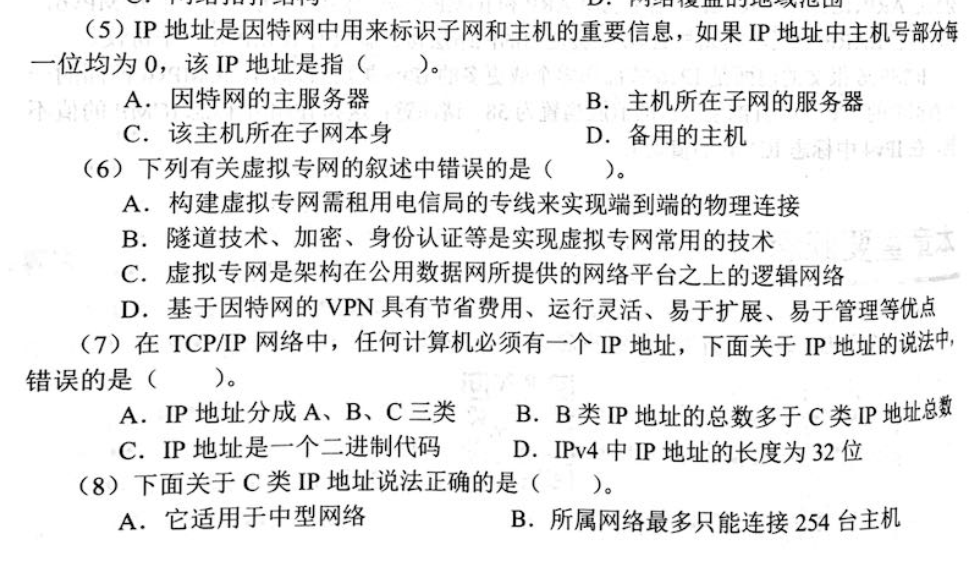 （5）IP 地址是因特网中用来标识子网和主机的重要信息，如果 IP 地址中主机号部分每
一位均为 0，该 IP 地址是指（　　）。
A．因特网的主服务器　　B．主机所在子网的服务器
C．该主机所在子网本身　　D．备用的主机
（6）下列有关虚拟专网的叙述中错误的是（　　）。
A．构建虚拟专网需租用电信局的专线来实现端到端的物理连接
B．隧道技术、加密、身份认证等是实现虚拟专网常用的技术
C．虚拟专网是架构在公用数据网所提供的网络平台之上的逻辑网络
D．基于因特网的 VPN 具有节省费用、运行灵活、易于扩展、易于管理等优点
（7）在 TCP/IP 网络中，任何计算机必须有一个 IP 地址，下面关于 IP 地址的说法中，
错误的是（　　）。
A．IP 地址分成 A、B、C 三类　　B．B 类 IP 地址的总数多于 C 类 IP 地址总数
C．IP 地址是一个二进制代码　　D．IPv4 中 IP 地址的长度为 32 位
（8）下面关于 C 类 IP 地址说法正确的是（　　）。
A．它适用于中型网络　　B．所属网络最多只能连接 254 台主机